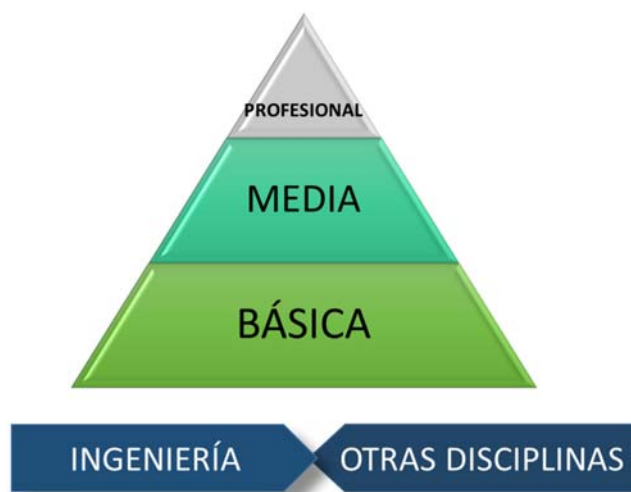 PROFESIONAL
MEDIA
BÁSICA
INGENIERÍA
OTRAS DISCIPLINAS